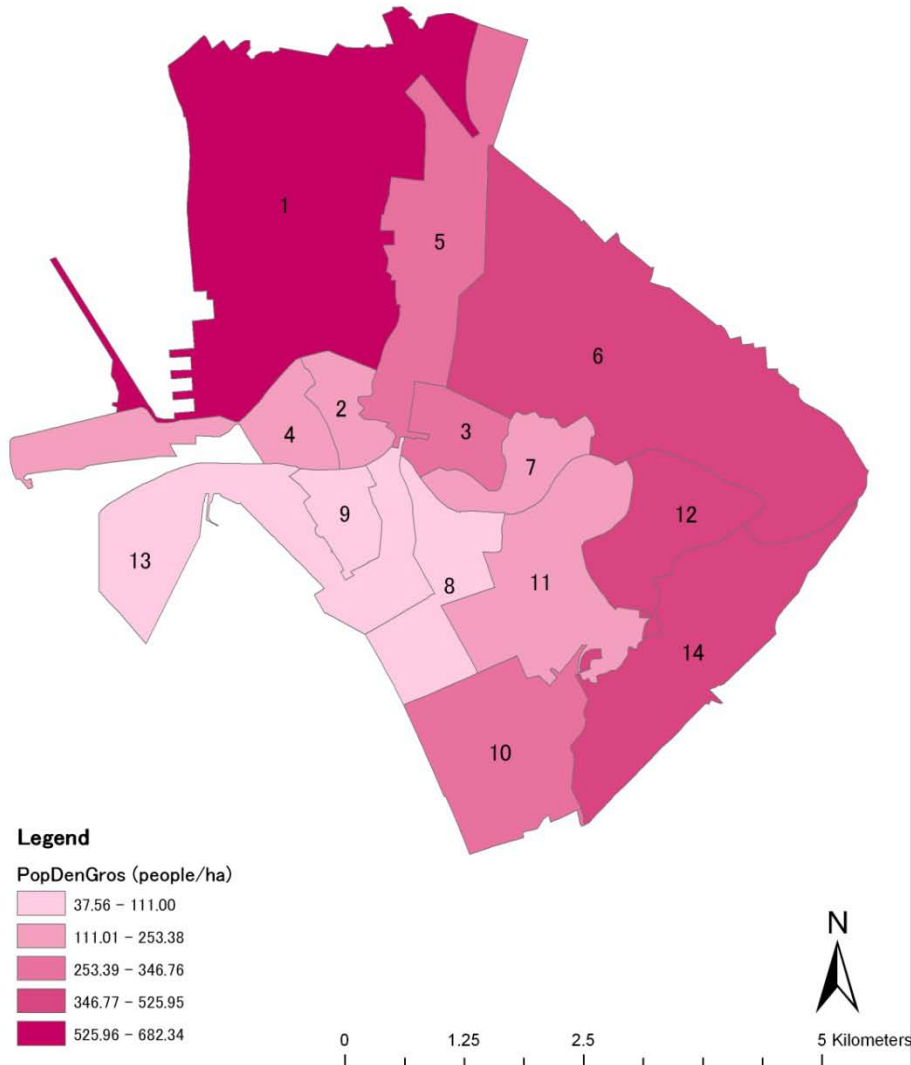 1
5
6
2
3
4
7
9
12
13
8
11
14
10
Legend
PopDenGros (people/ha)
37.56 - 111.00
111.01 - 253.38
253.39 - 346.76
346.77 - 525.95
525.96 - 682.34
N
0 1.25 2.5 5 Kilometers